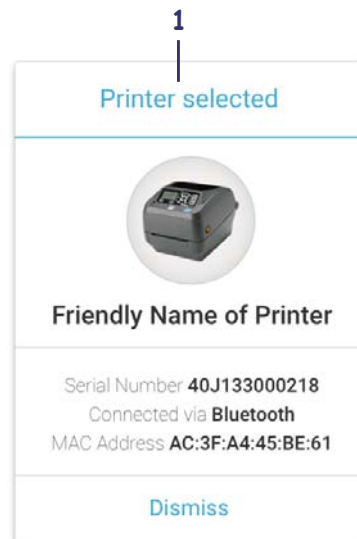 1
Printer selected
Friendly Name of Printer
Serial Number 40J133000218
Connected via Bluetooth
MAC Address AC:3F:A4:45:BE:61
Dismiss